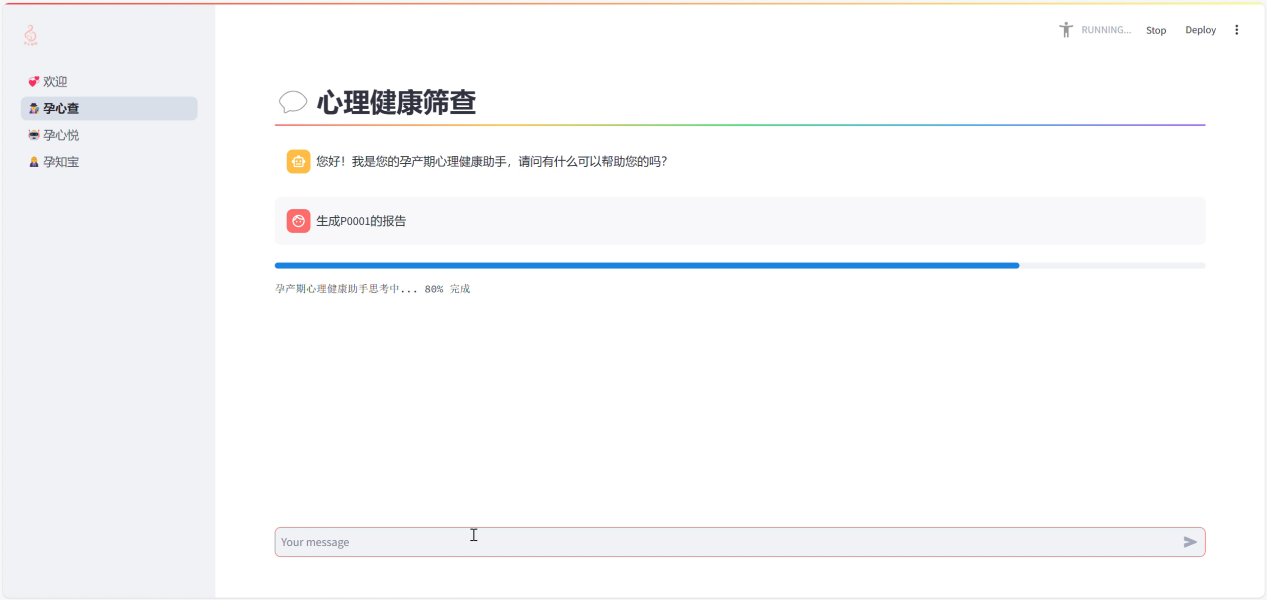 RUNNING...
Stop
Deploy
欢迎
孕心查
孕心悦
孕知宝
心理健康筛查
您好！我是您的孕产期心理健康助手，请问有什么可以帮助您的吗？
生成P0001的报告
孕产期心理健康助手思考中... 80% 完成
Your message